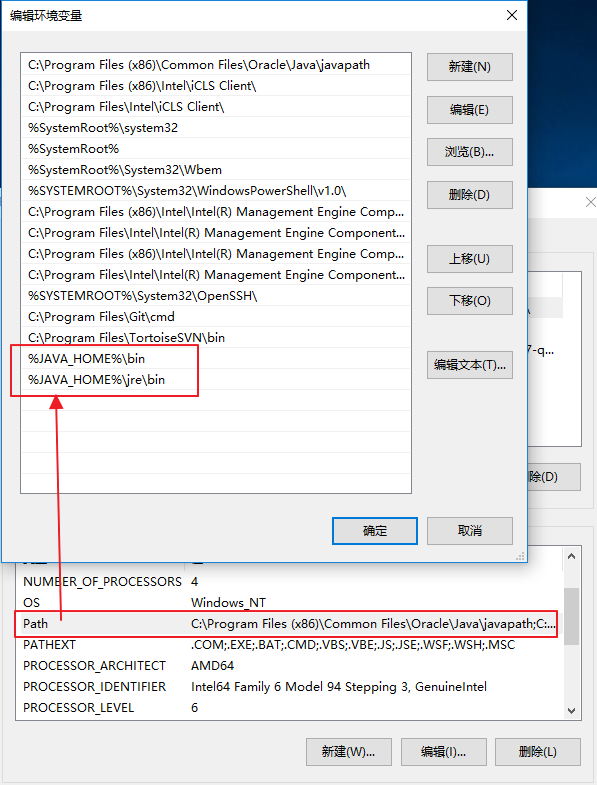 编辑环境变量
C:\Program Files (x86)\Common Files\Oracle\Java\javapath
C:\Program Files (x86)\Intel\iCLS Client\
C:\Program Files\Intel\iCLS Client\
%SystemRoot%\system32
%SystemRoot%
%SystemRoot%\System32\Wbem
%SYSTEMROOT%\System32\WindowsPowerShell\v1.0\
C:\Program Files (x86)\Intel\Intel(R) Management Engine Comp...
C:\Program Files\Intel\Intel(R) Management Engine Component...
C:\Program Files (x86)\Intel\Intel(R) Management Engine Comp...
C:\Program Files\Intel\Intel(R) Management Engine Component...
%SYSTEMROOT%\System32\OpenSSH\
C:\Program Files\Git\cmd
C:\Program Files\TortoiseSVN\bin
%JAVA_HOME%\bin
%JAVA_HOME%\jre\bin
新建(N)
编辑(E)
浏览(B)...
删除(D)
上移(U)
下移(O)
编辑文本(T)...
确定
取消
7-q...
除(D)
NUMBER_OF_PROCESSORS 4
OS Windows_NT
Path C:\Program Files (x86)\Common Files\Oracle\Java\javapath;C:...
PATHEXT .COM;.EXE;.BAT;.CMD;.VBS;.VBE;.JS;.JSE;.WSF;.WSH;.MSC
PROCESSOR_ARCHITECT AMD64
PROCESSOR_IDENTIFIER Intel64 Family 6 Model 94 Stepping 3, GenuineIntel
PROCESSOR_LEVEL 6
新建(W)...
编辑(I)...
删除(L)